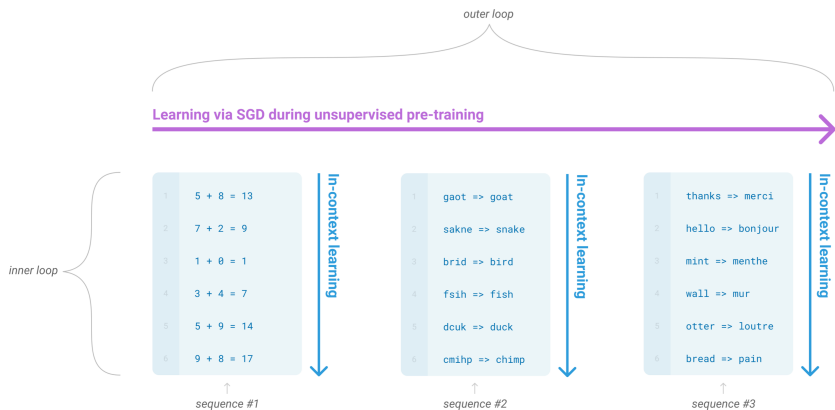 outer loop
Learning via SGD during unsupervised pre-training
inner loop
1 5 + 8 = 13
2 7 + 2 = 9
3 1 + 0 = 1
4 3 + 4 = 7
5 5 + 9 = 14
6 9 + 8 = 17
In-context learning
sequence #1
1 gaot => goat
2 sakne => snake
3 brid => bird
4 fsih => fish
5 dcuk => duck
6 cmihp => chimp
In-context learning
sequence #2
1 thanks => merci
2 hello => bonjour
3 mint => menthe
4 wall => mur
5 otter => loutre
6 bread => pain
In-context learning
sequence #3